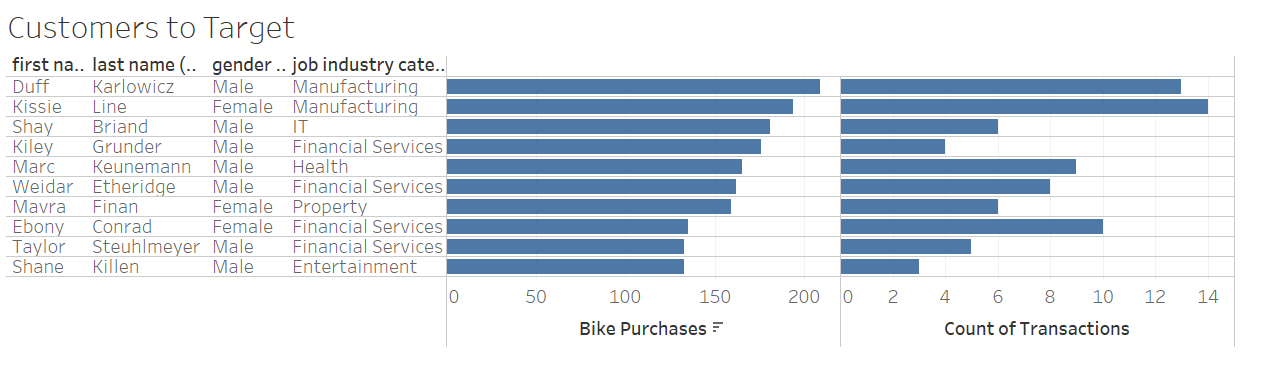 Customers to Target
first na.. last name (.. gender .. job industry cate..
Duff Karlowicz Male Manufacturing
Kissie Line Female Manufacturing
Shay Briand Male IT
Kiley Grunder Male Financial Services
Marc Keunemann Male Health
Weidar Etheridge Male Financial Services
Mavra Finan Female Property
Ebony Conrad Female Financial Services
Taylor Steuhlmeyer Male Financial Services
Shane Killen Male Entertainment
0 50 100 150 200 0 2 4 6 8 10 12 14
Bike Purchases Count of Transactions